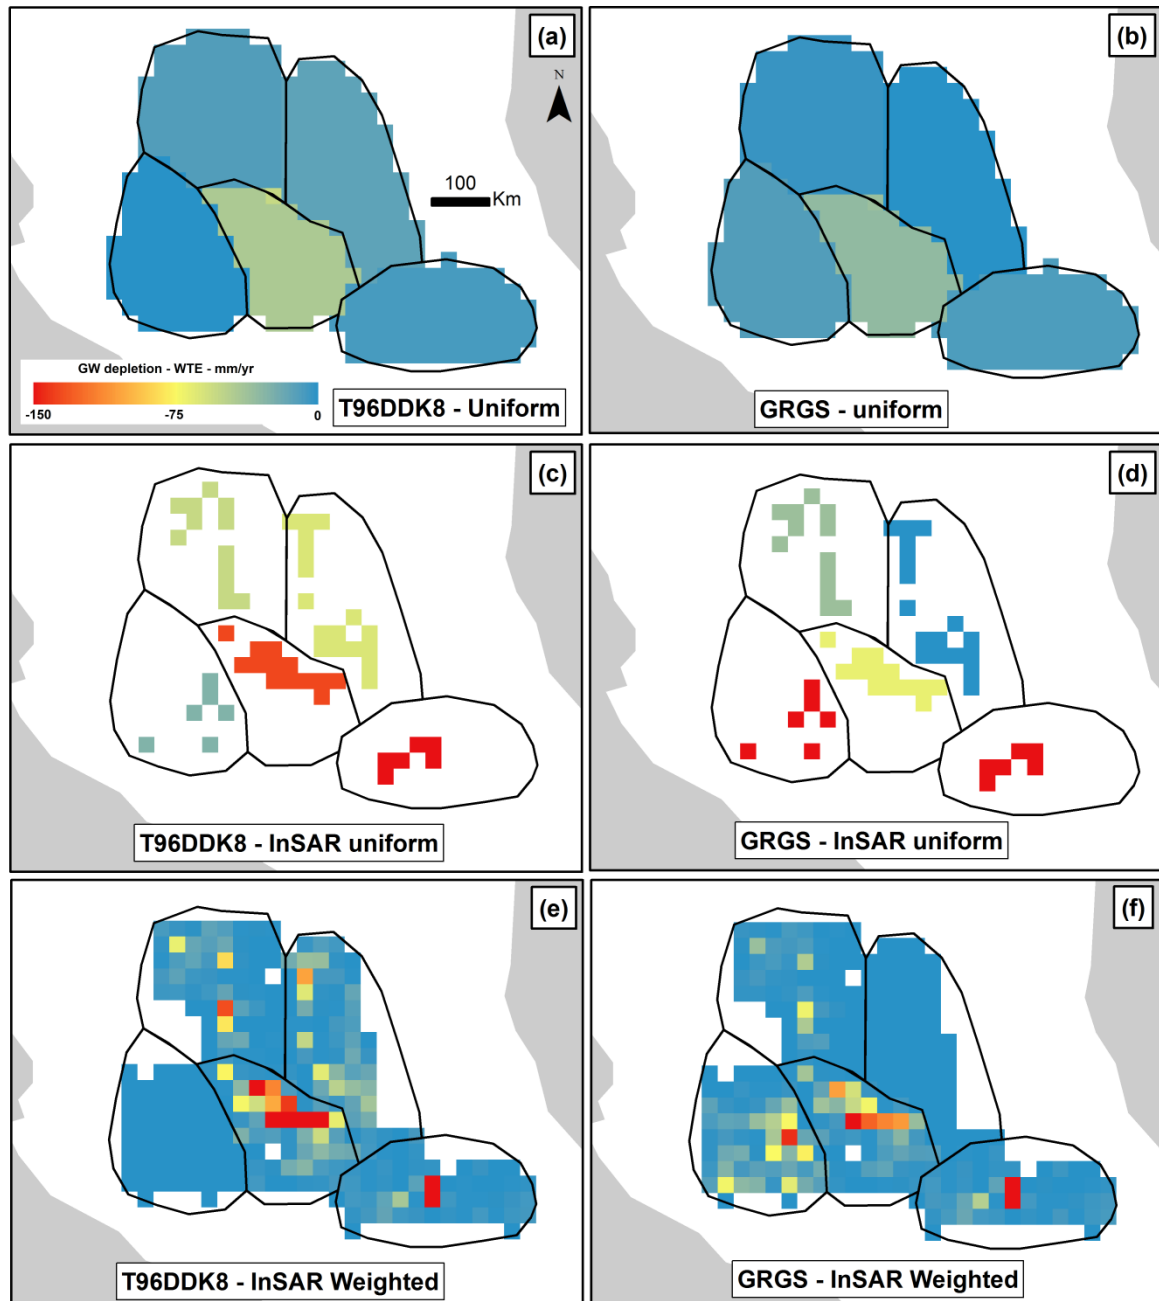 (a)
N
100
Km
GW depletion - WTE - mm/yr
-150
-75
0
T96DDK8 - Uniform
(b)
GRGS - uniform
(c)
T96DDK8 - InSAR uniform
(d)
GRGS - InSAR uniform
(e)
T96DDK8 - InSAR Weighted
(f)
GRGS - InSAR Weighted